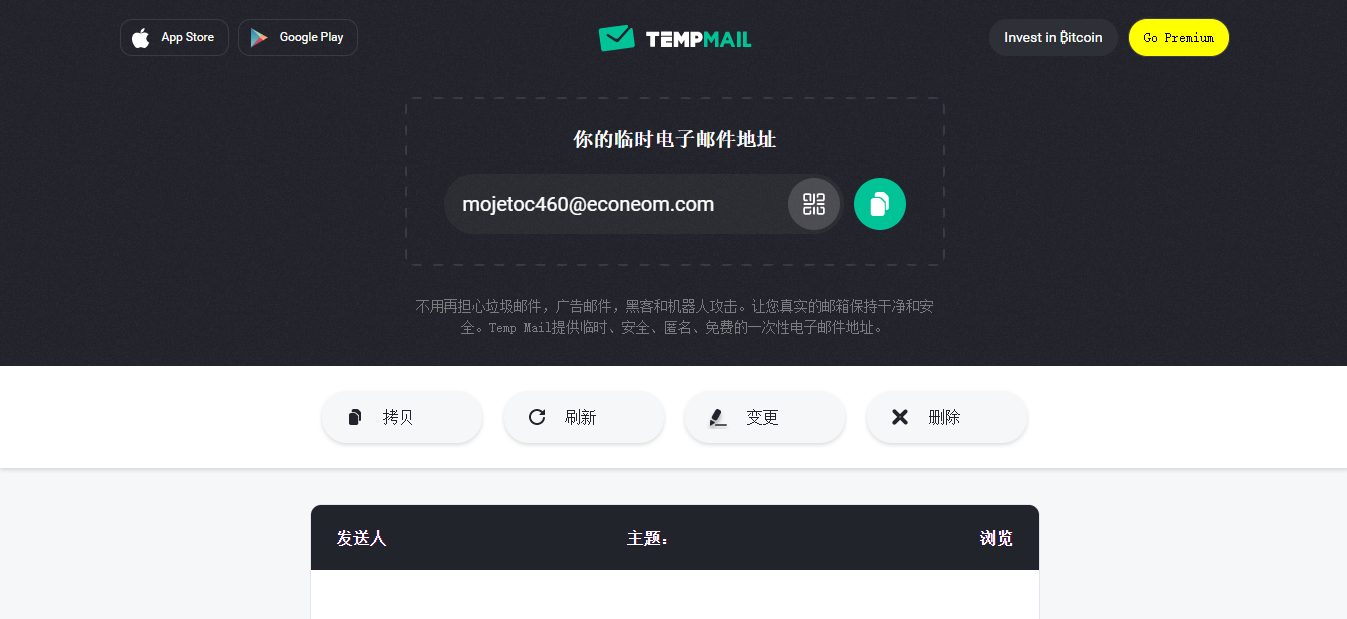 App Store
Google Play
TEMPMAIL
Invest in ₿itcoin
Go Premium
你的临时电子邮件地址
mojetoc460@econeom.com
不用再担心垃圾邮件，广告邮件，黑客和机器人攻击。让您真实的邮箱保持干净和安
全。Temp Mail提供临时、安全、匿名、免费的一次性电子邮件地址。
拷贝
刷新
变更
删除
发送人
主题：
浏览